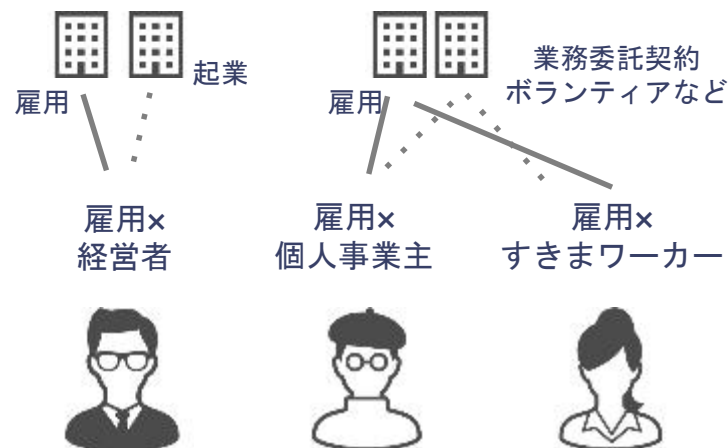 起業
雇用
業務委託契約
ボランティアなど
雇用
雇用×
経営者
雇用×
個人事業主
雇用×
すきまワーカー